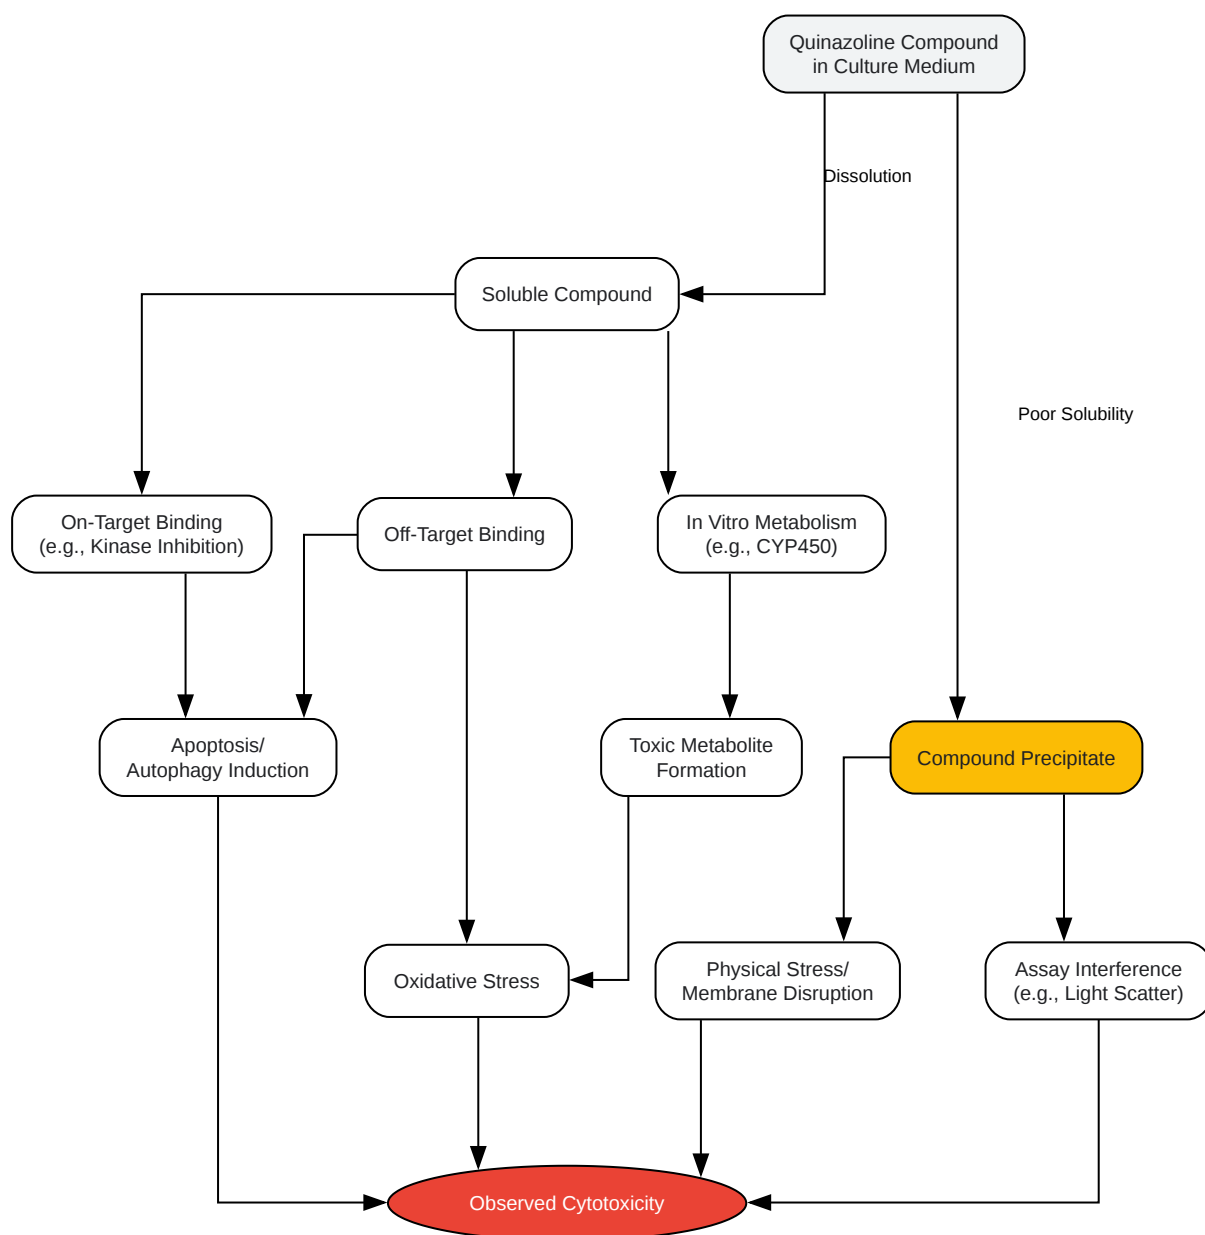 Quinazoline Compound
in Culture Medium
Dissolution
Soluble Compound
Poor Solubility
On-Target Binding
(e.g., Kinase Inhibition)
Off-Target Binding
In Vitro Metabolism
(e.g., CYP450)
Apoptosis/
Autophagy Induction
Toxic Metabolite
Formation
Compound Precipitate
Oxidative Stress
Physical Stress/
Membrane Disruption
Assay Interference
(e.g., Light Scatter)
Observed Cytotoxicity